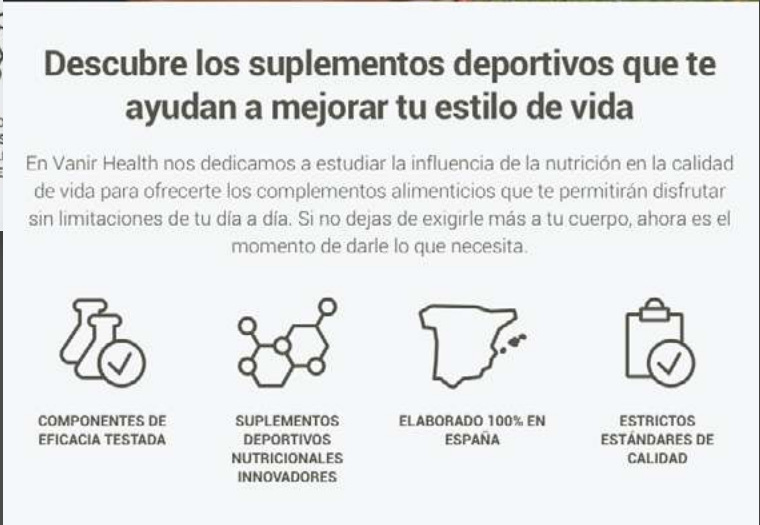 Descubre los suplementos deportivos que te
ayudan a mejorar tu estilo de vida
En Vanir Health nos dedicamos a estudiar la influencia de la nutrición en la calidad
de vida para ofrecerte los complementos alimenticios que te permitirán disfrutar
sin limitaciones de tu día a día. Si no dejas de exigirle más a tu cuerpo, ahora es el
momento de darle lo que necesita.
COMPONENTES DE
EFICACIA TESTADA
SUPLEMENTOS
DEPORTIVOS
NUTRICIONALES
INNOVADORES
ELABORADO 100% EN
ESPAÑA
ESTRICTOS
ESTÁNDARES DE
CALIDAD